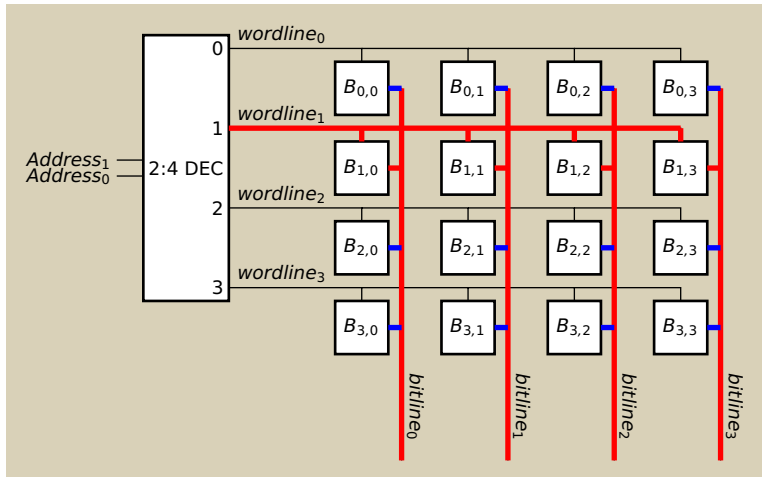 wordline₀
0
B₀,₀ B₀,₁ B₀,₂ B₀,₃
wordline₁
1
Address₁
Address₀
2:4 DEC
B₁,₀ B₁,₁ B₁,₂ B₁,₃
wordline₂
2
B₂,₀ B₂,₁ B₂,₂ B₂,₃
wordline₃
3
B₃,₀ B₃,₁ B₃,₂ B₃,₃
bitline₀
bitline₁
bitline₂
bitline₃